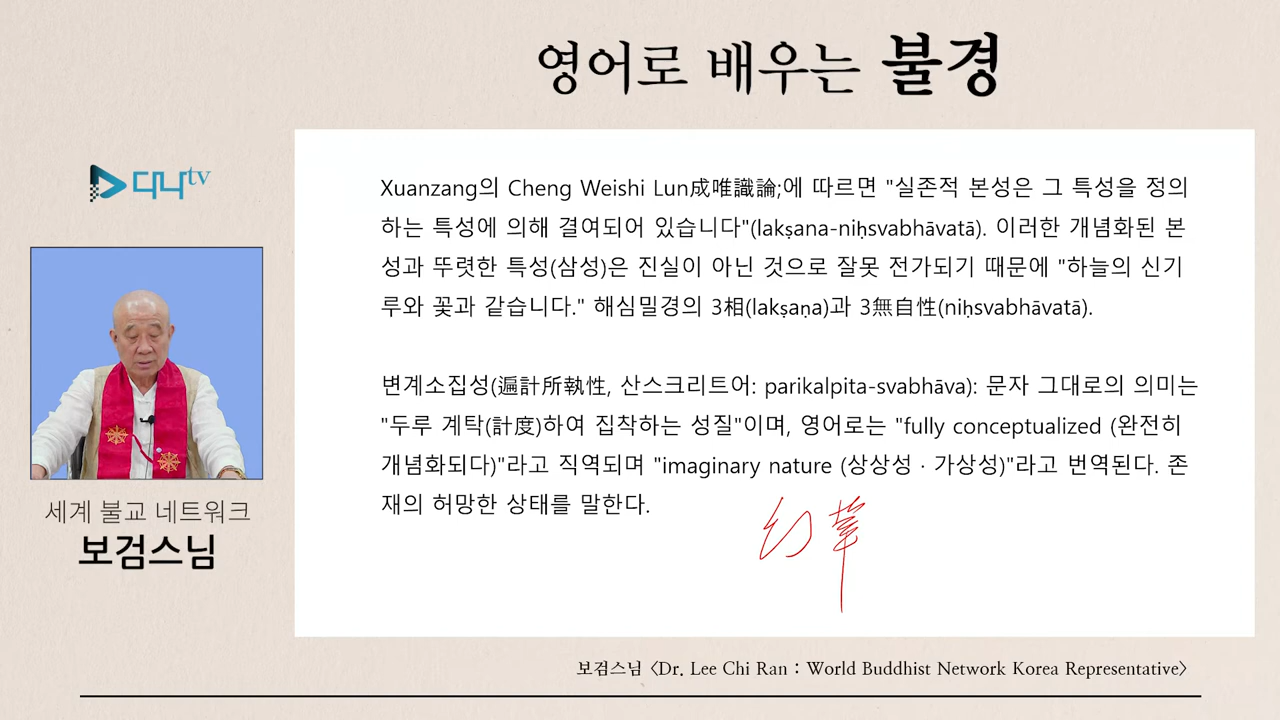 영어로 배우는 불경
디나tv
Xuanzang의 Cheng Weishi Lun成唯識論;에 따르면 "실존적 본성은 그 특성을 정의
하는 특성에 의해 결여되어 있습니다"(lakṣana-niḥsvabhāvatā). 이러한 개념화된 본
성과 뚜렷한 특성(삼성)은 진실이 아닌 것으로 잘못 전가되기 때문에 "하늘의 신기
루와 꽃과 같습니다." 해심밀경의 3相(lakṣaṇa)과 3無自性(niḥsvabhāvatā).
변계소집성(遍計所執性, 산스크리트어: parikalpita-svabhāva): 문자 그대로의 의미는
"두루 계탁(計度)하여 집착하는 성질"이며, 영어로는 "fully conceptualized (완전히
개념화되다)"라고 직역되며 "imaginary nature (상상성 · 가상성)"라고 번역된다. 존
재의 허망한 상태를 말한다.
幻華
세계 불교 네트워크
보검스님
보검스님 <Dr. Lee Chi Ran : World Buddhist Network Korea Representative>